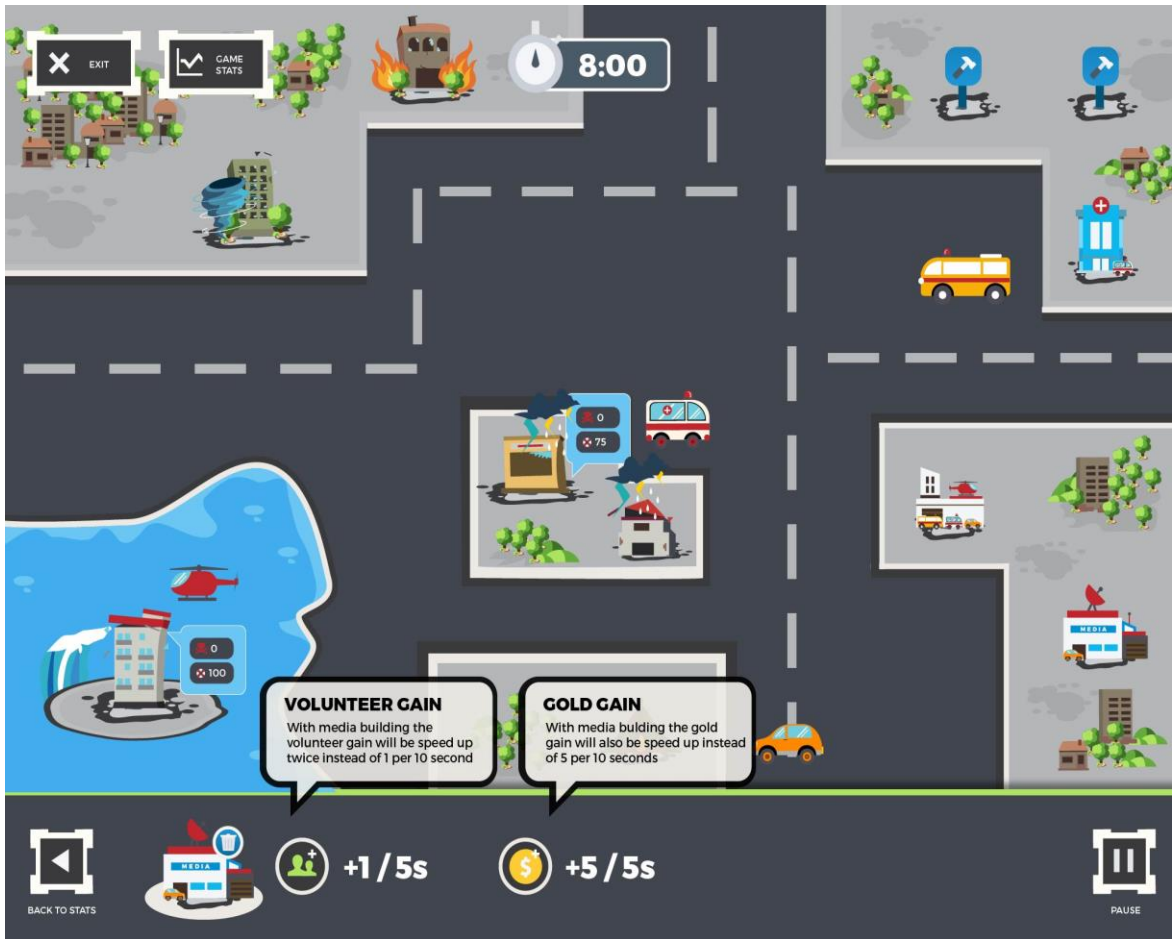 EXIT
GAME
STATS
8:00
0
75
MEDIA
0
100
VOLUNTEER GAIN
With media building the
volunteer gain will be speed up
twice instead of 1 per 10 second
GOLD GAIN
With media bulding the gold
gain will also be speed up instead
of 5 per 10 seconds
MEDIA
+1 / 5s
$
+5 / 5s
BACK TO STATS
PAUSE